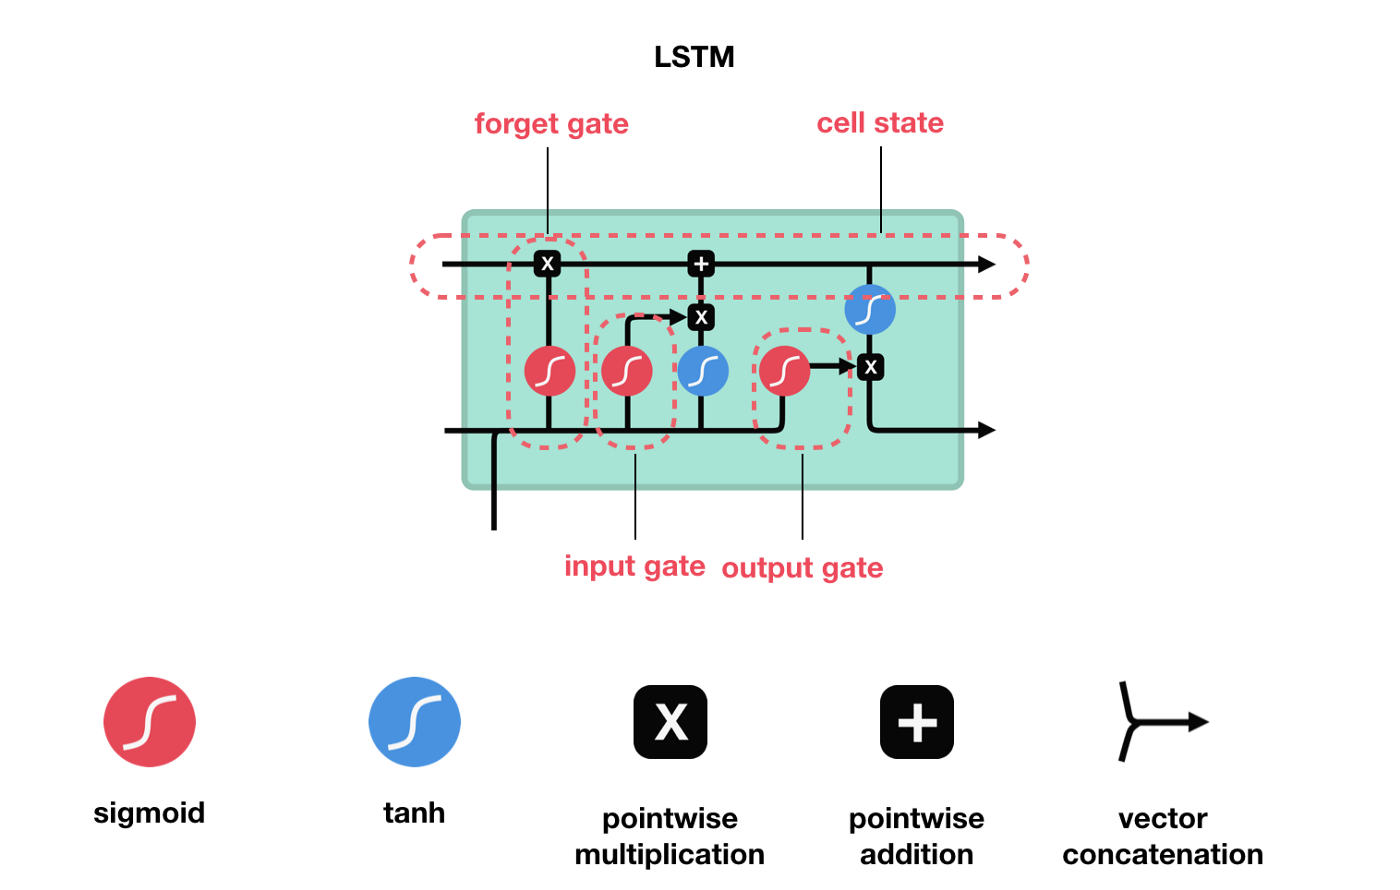 LSTM
forget gate
cell state
X
+
X
X
input gate
output gate
X
+
sigmoid
tanh
pointwise
multiplication
pointwise
addition
vector
concatenation